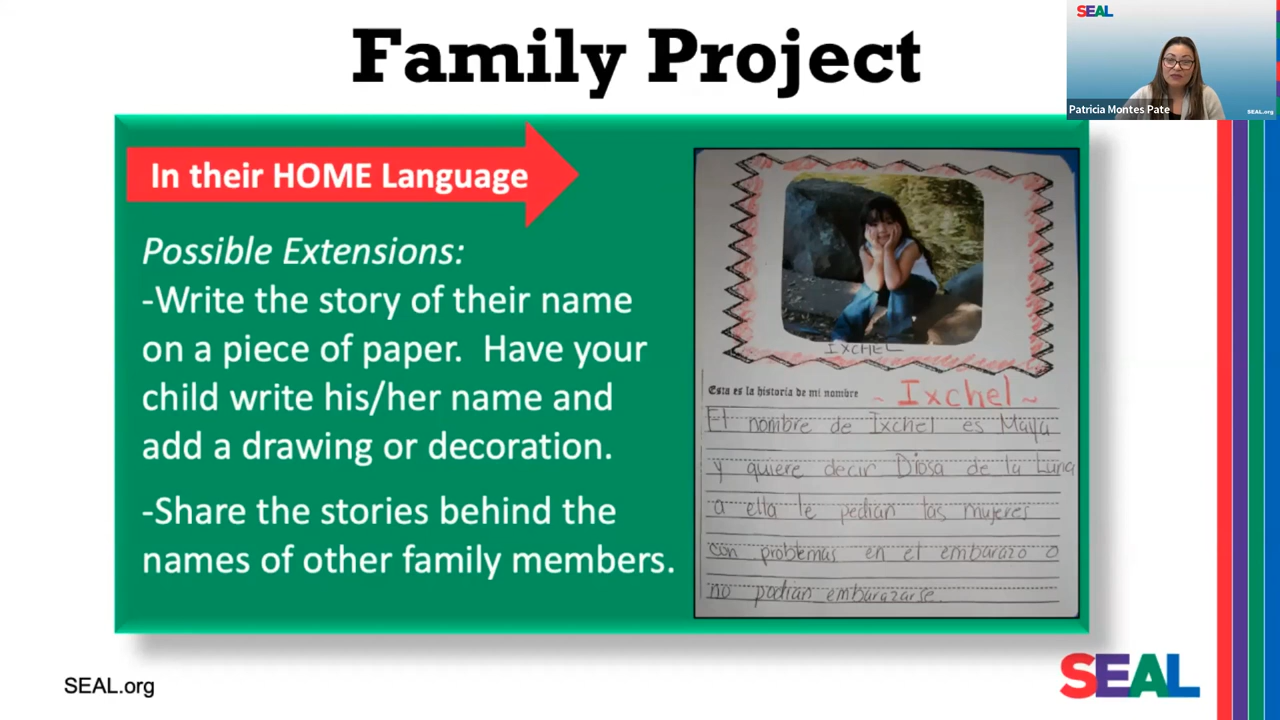 Family Project
SEAL
Patricia Montes Pate
SEAL.org
In their HOME Language
Possible Extensions:
-Write the story of their name
on a piece of paper.  Have your
child write his/her name and
add a drawing or decoration.
-Share the stories behind the
names of other family members.
IXCHEL
Esta es la historia de mi nombre ~ Ixchel ~
El nombre de Ixchel es Maya
y quiere decir Diosa de la Luna
a ella le pedian las mujeres
con problemas en el embarazo o
no podian embarazarse.
SEAL.org
SEAL